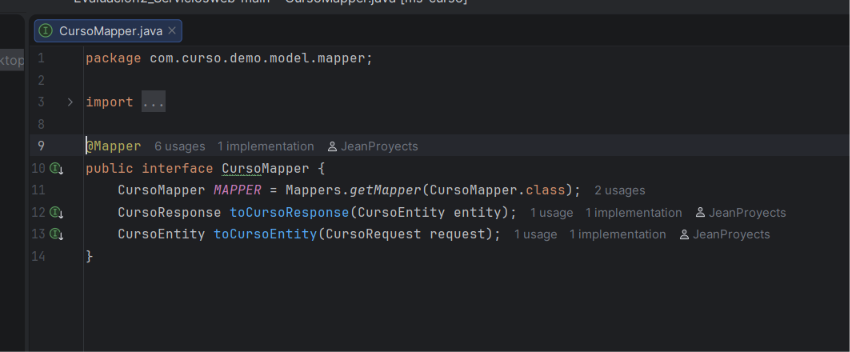 Evaluacion2_ServiciosWeb-main – CursoMapper.java [ms-curso]
CursoMapper.java
ktop
1 package com.curso.demo.model.mapper;
2
3 import ...
8
9 @Mapper 6 usages 1 implementation JeanProyects
10 public interface CursoMapper {
11 CursoMapper MAPPER = Mappers.getMapper(CursoMapper.class); 2 usages
12 CursoResponse toCursoResponse(CursoEntity entity); 1 usage 1 implementation JeanProyects
13 CursoEntity toCursoEntity(CursoRequest request); 1 usage 1 implementation JeanProyects
14 }